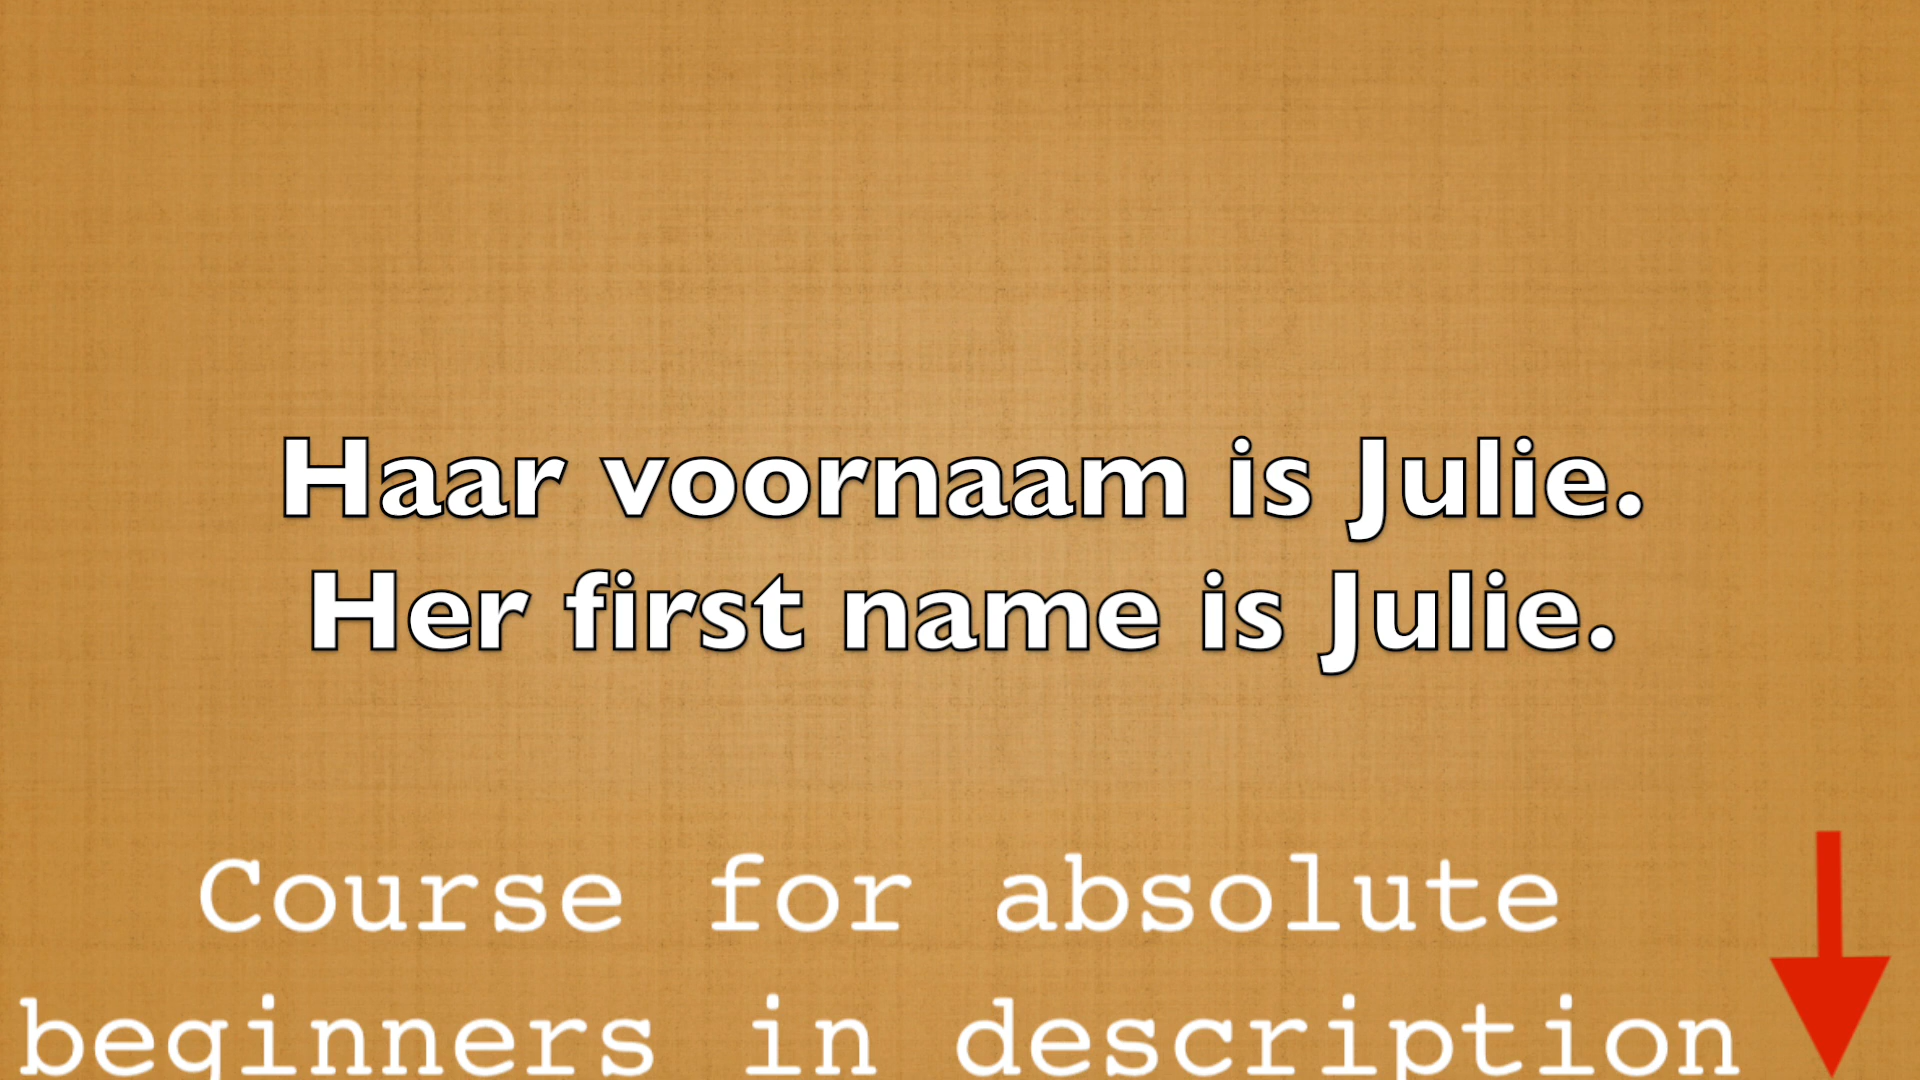 Haar voornaam is Julie.
Her first name is Julie.
Course for absolute
beginners in description